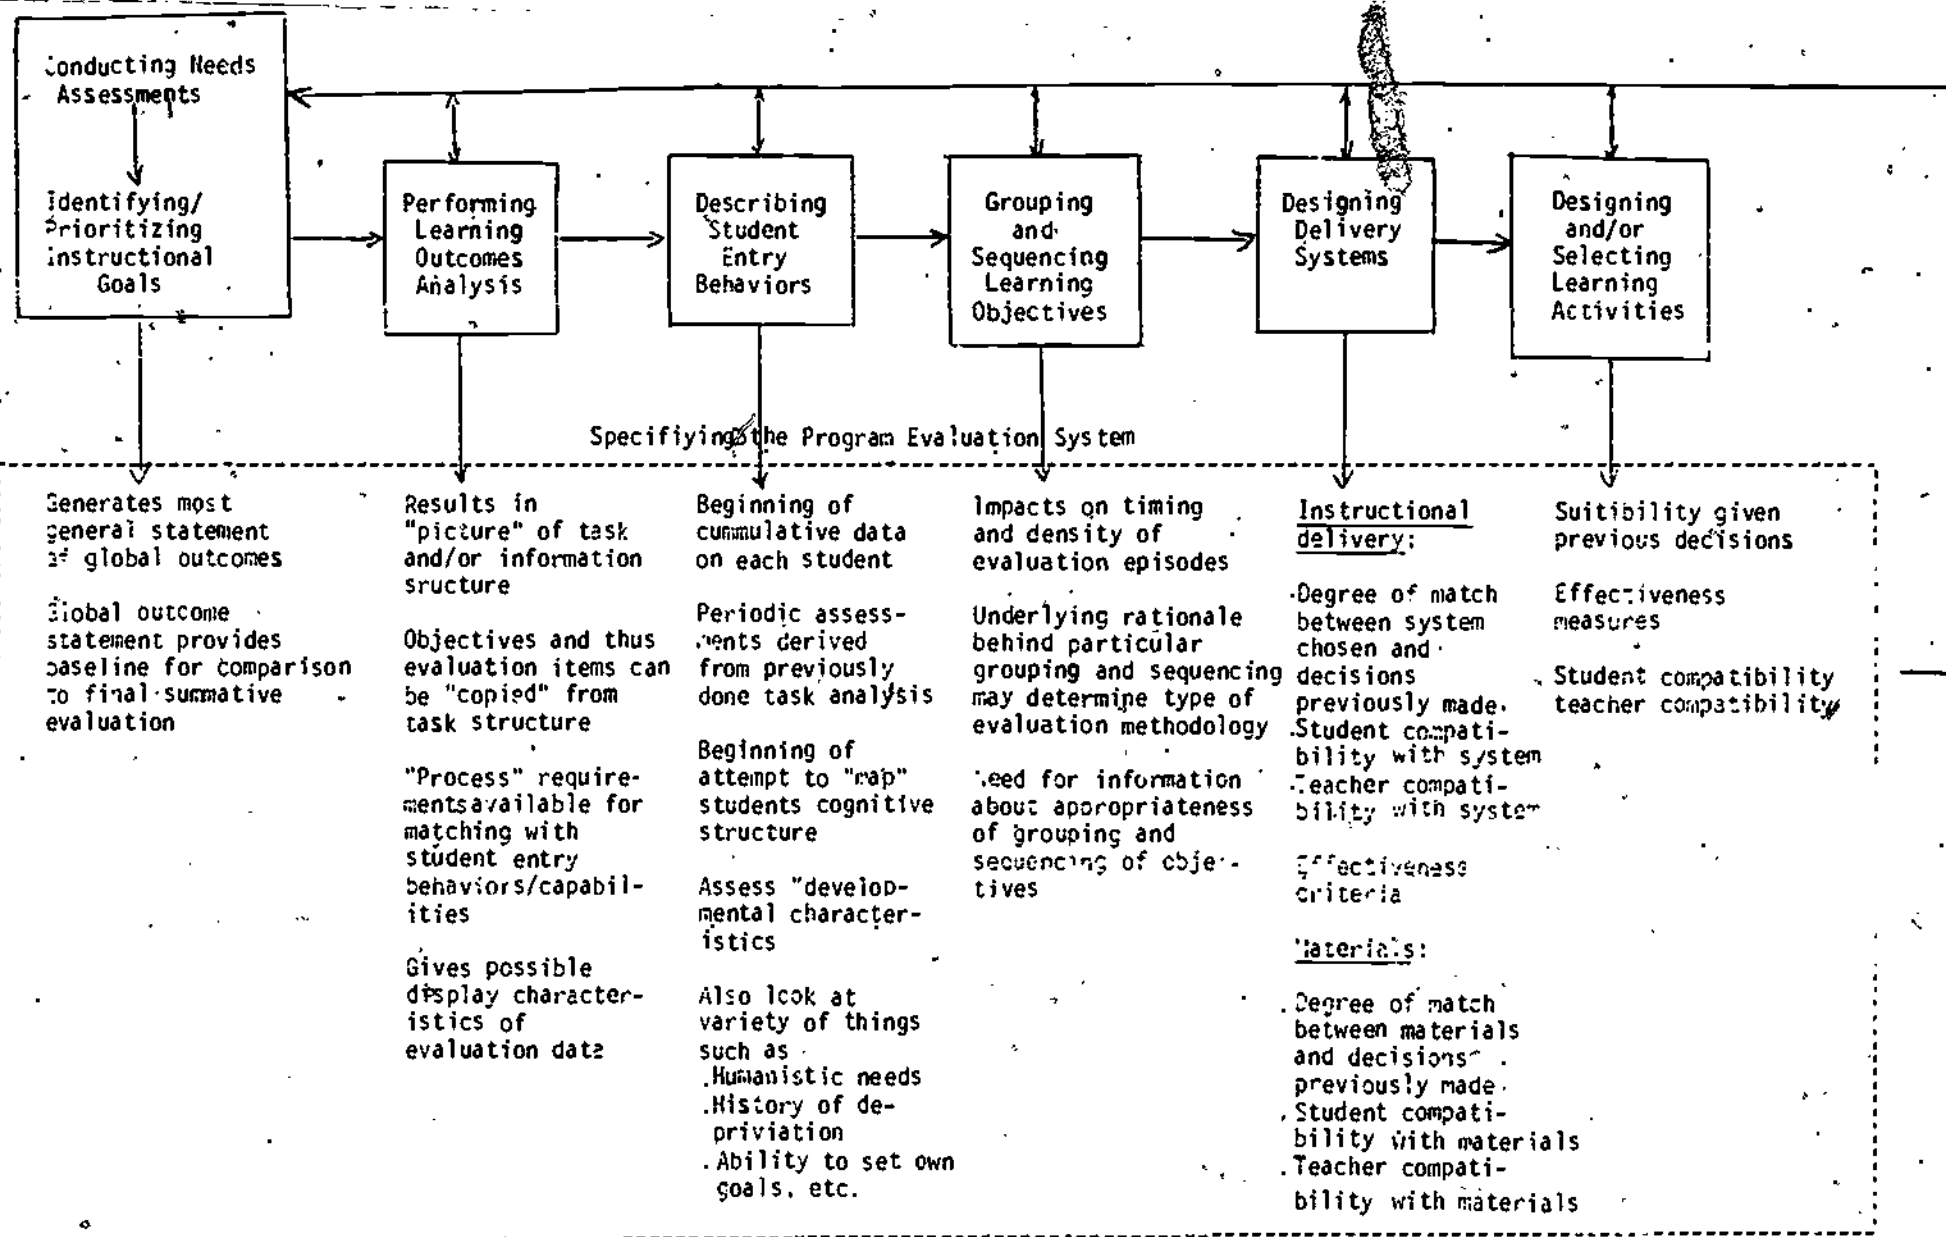 Conducting Needs
Assessments
Identifying/
Prioritizing
Instructional
Goals
Performing
Learning
Outcomes
Analysis
Describing
Student
Entry
Behaviors
Grouping
and
Sequencing
Learning
Objectives
Designing
Delivery
Systems
Designing
and/or
Selecting
Learning
Activities
Specifiying the Program Evaluation System
Generates most
general statement
of global outcomes
Global outcome
statement provides
baseline for comparison
to final summative
evaluation
Results in
"picture" of task
and/or information
sructure
Objectives and thus
evaluation items can
be "copied" from
task structure
"Process" require-
mentsavailable for
matching with
student entry
behaviors/capabil-
ities
Gives possible
display character-
istics of
evaluation data
Beginning of
cummulative data
on each student
Periodic assess-
ments derived
from previously
done task analysis
Beginning of
attempt to "map"
students cognitive
structure
Assess "develop-
mental character-
istics
Also look at
variety of things
such as
.Humanistic needs
.History of de-
priviation
.Ability to set own
goals, etc.
Impacts on timing
and density of
evaluation episodes
Underlying rationale
behind particular
grouping and sequencing
may determine type of
evaluation methodology
Need for information
about appropriateness
of grouping and
sequencing of objec-
tives
Instructional
delivery:
.Degree of match
between system
chosen and
decisions
previously made.
.Student compati-
bility with system
.Teacher compati-
bility with system
Effectiveness
criteria
Materials:
.Degree of match
between materials
and decisions
previously made.
.Student compati-
bility with materials
.Teacher compati-
bility with materials
Suitibility given
previous decisions
Effectiveness
measures
Student compatibility
teacher compatibility